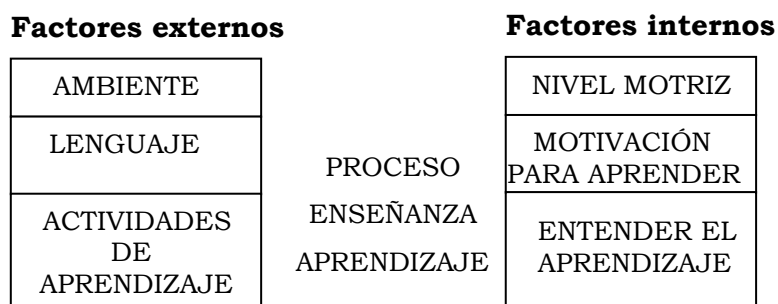 Factores externos
AMBIENTE
LENGUAJE
ACTIVIDADES
DE
APRENDIZAJE
PROCESO
ENSEÑANZA
APRENDIZAJE
Factores internos
NIVEL MOTRIZ
MOTIVACIÓN
PARA APRENDER
ENTENDER EL
APRENDIZAJE